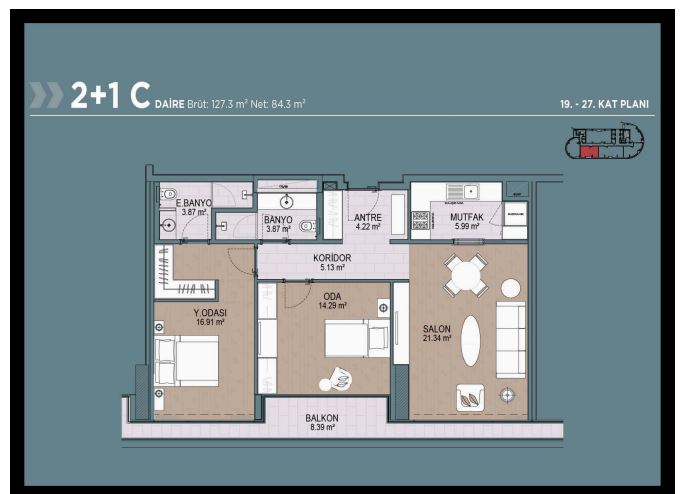 2+1 C DAİRE Brüt: 127.3 m² Net: 84.3 m²
19. - 27. KAT PLANI
E.BANYO
3.87 m²
BANYO
3.87 m²
ANTRE
4.22 m²
MUTFAK
5.99 m²
KORİDOR
5.13 m²
Y.ODASI
16.91 m²
ODA
14.29 m²
SALON
21.34 m²
BALKON
8.39 m²